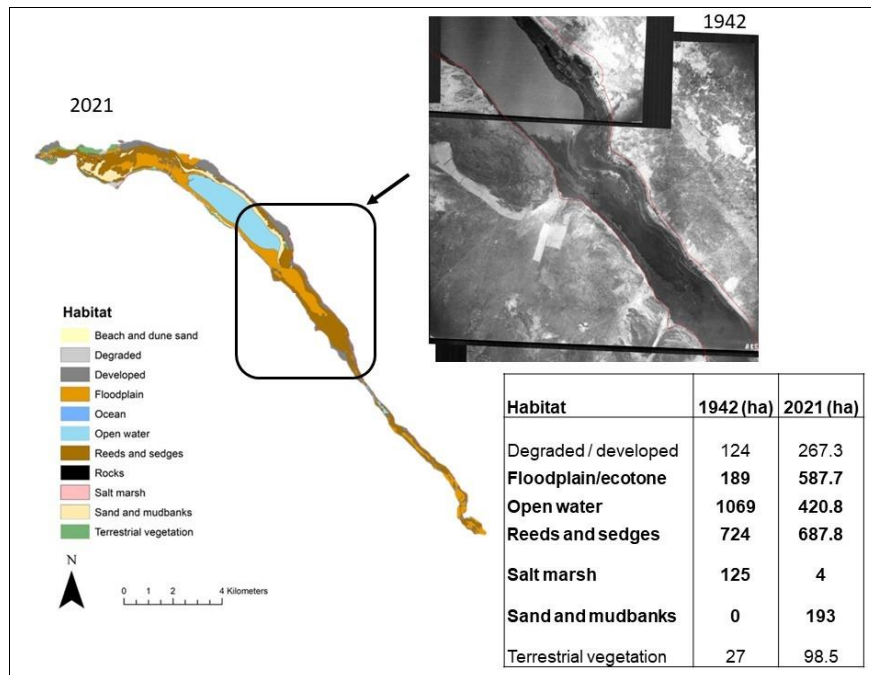 1942
2021
Habitat
Beach and dune sand
Degraded
Developed
Floodplain
Ocean
Open water
Reeds and sedges
Rocks
Salt marsh
Sand and mudbanks
Terrestrial vegetation
N
0 1 2 4 Kilometers
Habitat 1942 (ha) 2021 (ha)
Degraded / developed 124 267.3
Floodplain/ecotone 189 587.7
Open water 1069 420.8
Reeds and sedges 724 687.8
Salt marsh 125 4
Sand and mudbanks 0 193
Terrestrial vegetation 27 98.5